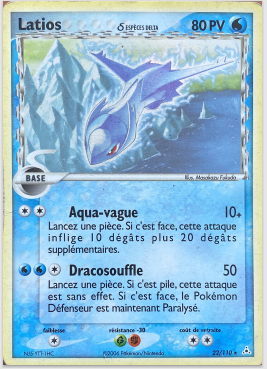 Latios δ ESPÈCES DELTA 80 PV
Illus. Masakazu Fukuda
BASE
Aqua-vague 10+
Lancez une pièce. Si c'est face, cette attaque
inflige 10 dégâts plus 20 dégâts
supplémentaires.
Dracosouffle 50
Lancez une pièce. Si c'est pile, cette attaque
est sans effet. Si c'est face, le Pokémon
Défenseur est maintenant Paralysé.
faiblesse résistance -30 coût de retraite
©2006 Pokémon/Nintendo 22/110